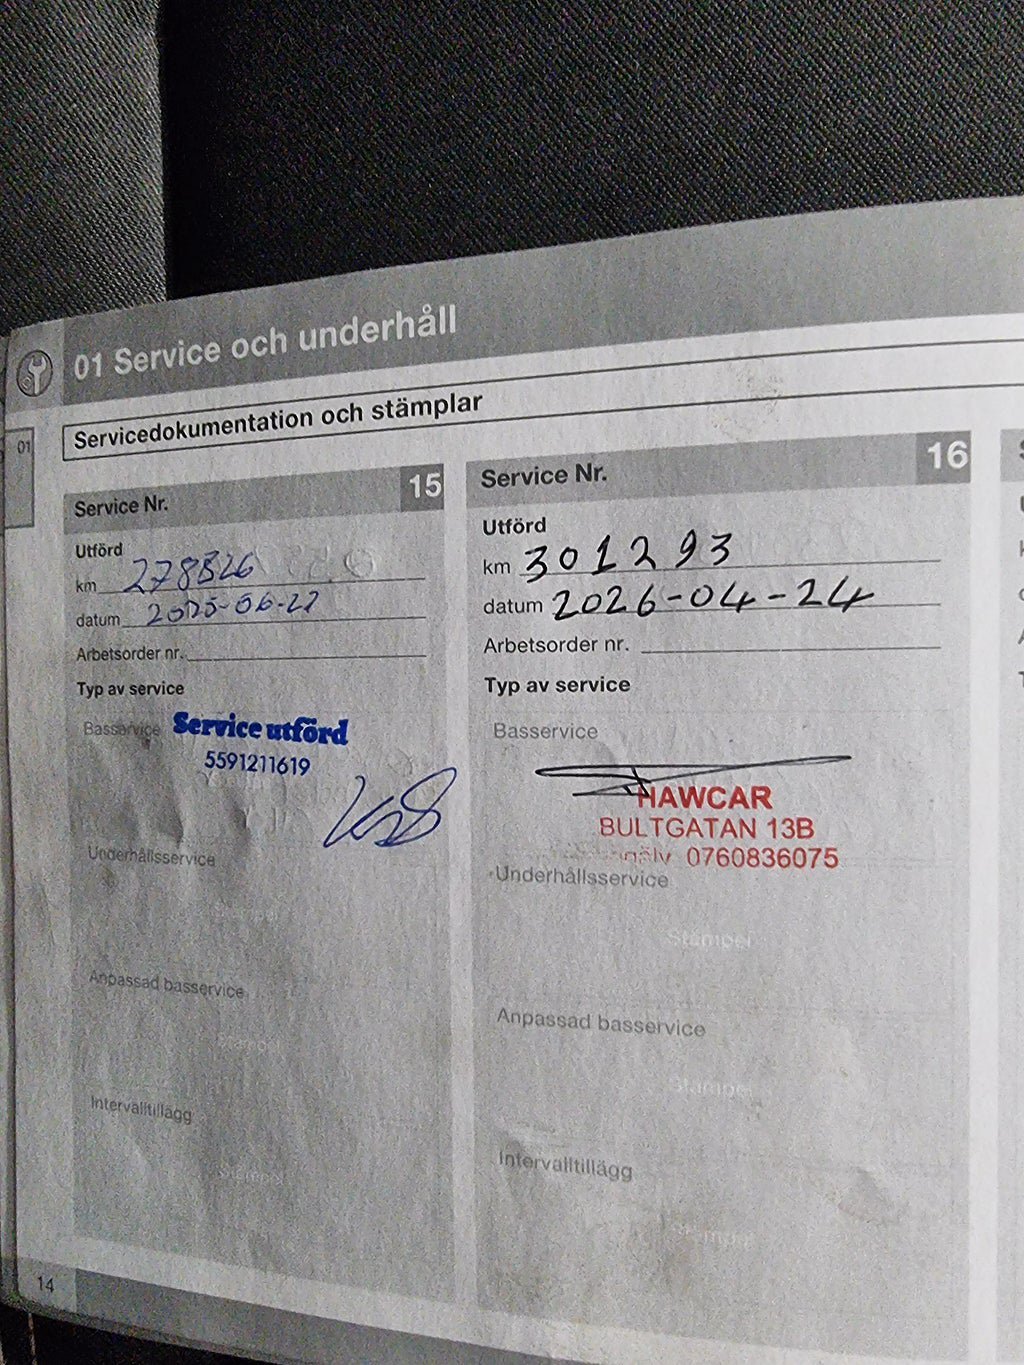 01 Service och underhåll
01
Servicedokumentation och stämplar
Service Nr. 15
Utförd
km 278326
datum 2025-06-27
Arbetsorder nr.
Typ av service
Basservice
Service utförd
5591211619
Underhållsservice
Anpassad basservice
Intervalltillägg
14
Service Nr. 16
Utförd
km 301293
datum 2026-04-24
Arbetsorder nr.
Typ av service
Basservice
HAWCAR
BULTGATAN 13B
0760836075
Underhållsservice
Stämpel
Anpassad basservice
Stämpel
Intervalltillägg
Stämpel